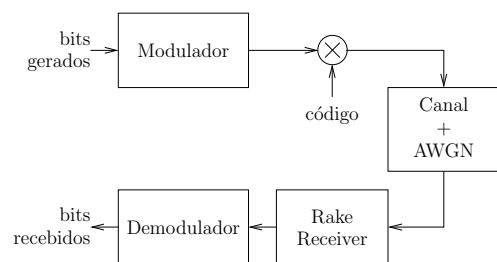 bits
gerados
Modulador
código
Canal
+
AWGN
bits
recebidos
Demodulador
Rake
Receiver